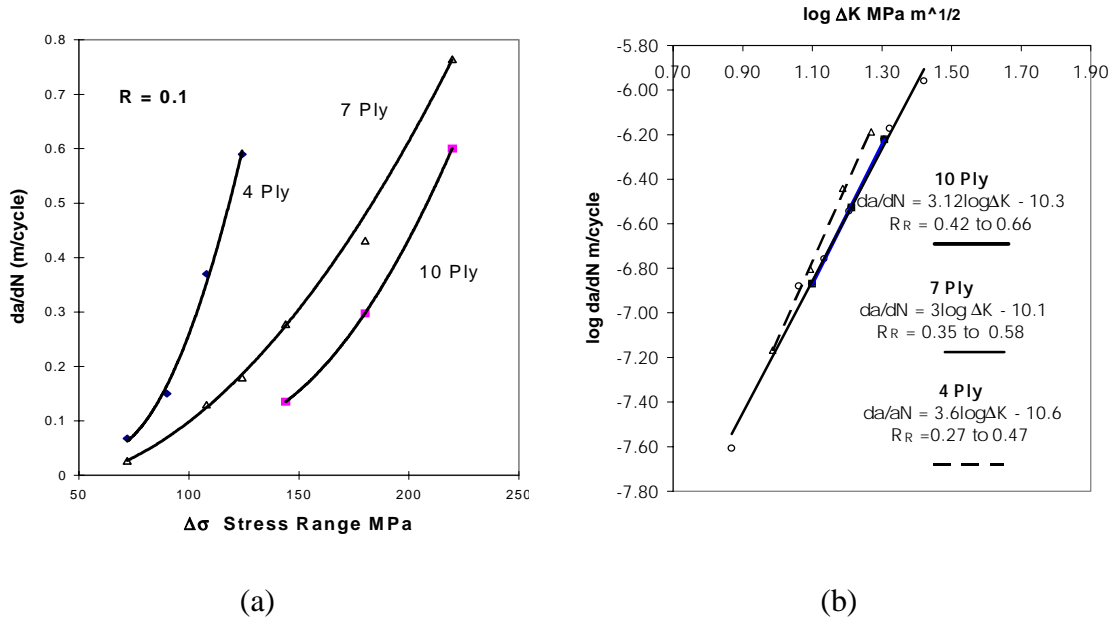 0.8
0.7
0.6
0.5
0.4
0.3
0.2
0.1
0
50
100
150
200
250
da/dN (m/cycle)
Δσ Stress Range MPa
R = 0.1
4 Ply
7 Ply
10 Ply
(a)
log ΔK MPa m^1/2
0.70 0.90 1.10 1.30 1.50 1.70 1.90
-5.80
-6.00
-6.20
-6.40
-6.60
-6.80
-7.00
-7.20
-7.40
-7.60
-7.80
log da/dN m/cycle
10 Ply
da/dN = 3.12logΔK - 10.3
RR = 0.42 to 0.66
7 Ply
da/dN = 3log ΔK - 10.1
RR = 0.35 to 0.58
4 Ply
da/aN = 3.6logΔK - 10.6
RR =0.27 to 0.47
(b)